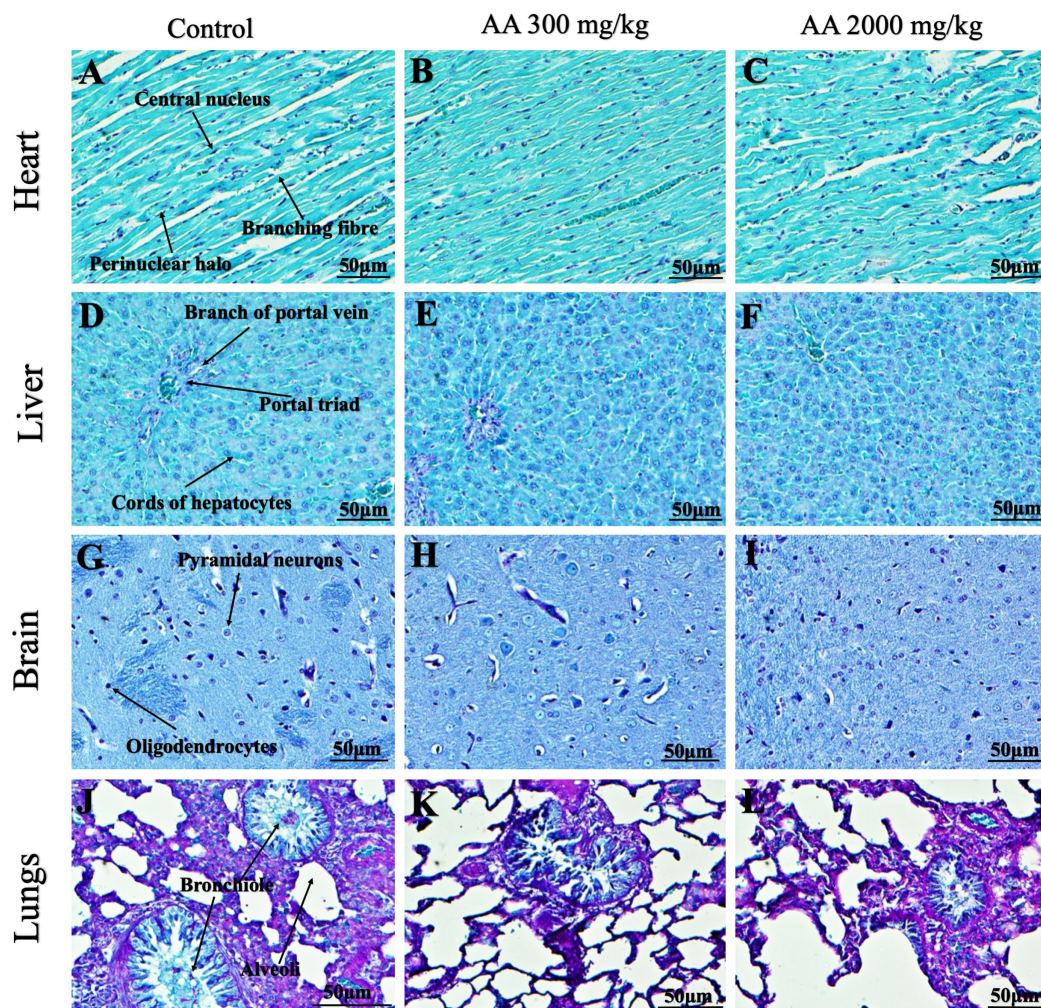 Control
AA 300 mg/kg
AA 2000 mg/kg
Heart
A
Central nucleus
Branching fibre
Perinuclear halo
50μm
B
50μm
C
50μm
Liver
D
Branch of portal vein
Portal triad
Cords of hepatocytes
50μm
E
50μm
F
50μm
Brain
G
Pyramidal neurons
Oligodendrocytes
50μm
H
50μm
I
50μm
Lungs
J
Bronchiole
Alveoli
50μm
K
50μm
L
50μm